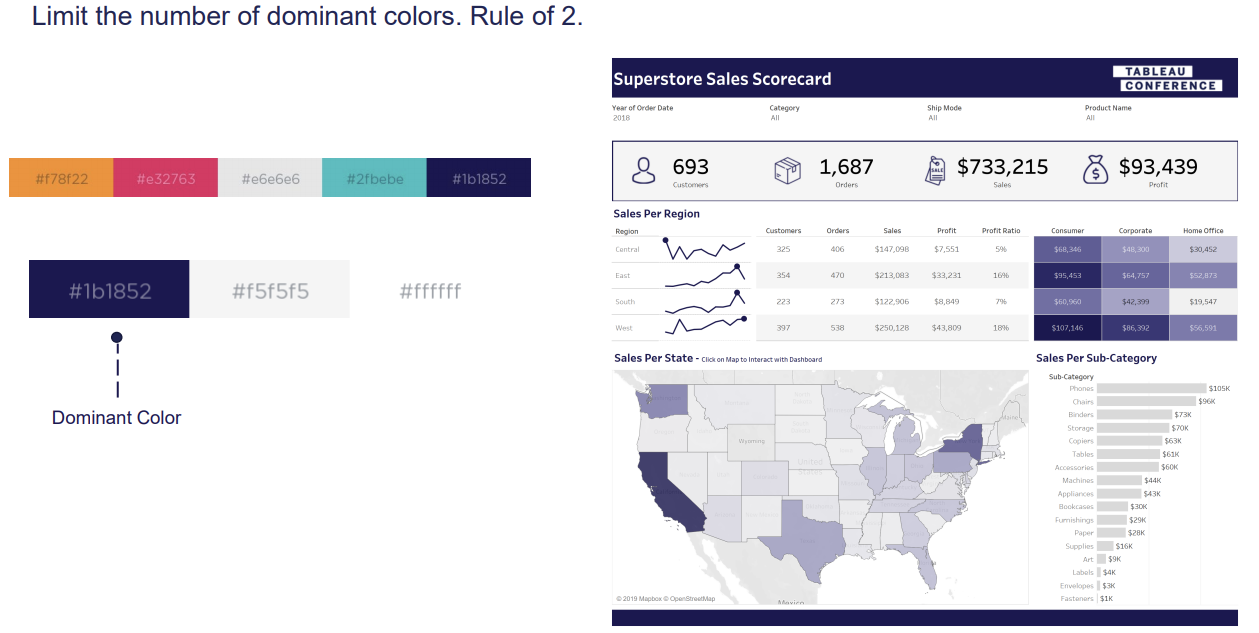 Limit the number of dominant colors. Rule of 2.
#f78f22 #e32763 #e6e6e6 #2fbebe #1b1852
#1b1852 #f5f5f5 #ffffff
Dominant Color
Superstore Sales Scorecard
TABLEAU
CONFERENCE
Year of Order Date Category Ship Mode Product Name
2018 All All All
693 1,687 $733,215 $93,439
Customers Orders Sales Profit
SALE
Sales Per Region
Region Customers Orders Sales Profit Profit Ratio Consumer Corporate Home Office
Central 325 406 $147,098 $7,551 5% $68,346 $48,300 $30,452
East 354 470 $213,083 $33,231 16% $95,453 $64,757 $52,873
South 223 273 $122,906 $8,849 7% $60,960 $42,399 $19,547
West 397 538 $250,128 $43,809 18% $107,146 $86,392 $56,591
Sales Per State - Click on Map to Interact with Dashboard
Wyoming
United
States
Maine
Mexico
© 2019 Mapbox © OpenStreetMap
Sales Per Sub-Category
Sub-Category
Phones $105K
Chairs $96K
Binders $73K
Storage $70K
Copiers $63K
Tables $61K
Accessories $60K
Machines $44K
Appliances $43K
Bookcases $30K
Furnishings $29K
Paper $28K
Supplies $16K
Art $9K
Labels $4K
Envelopes $3K
Fasteners $1K